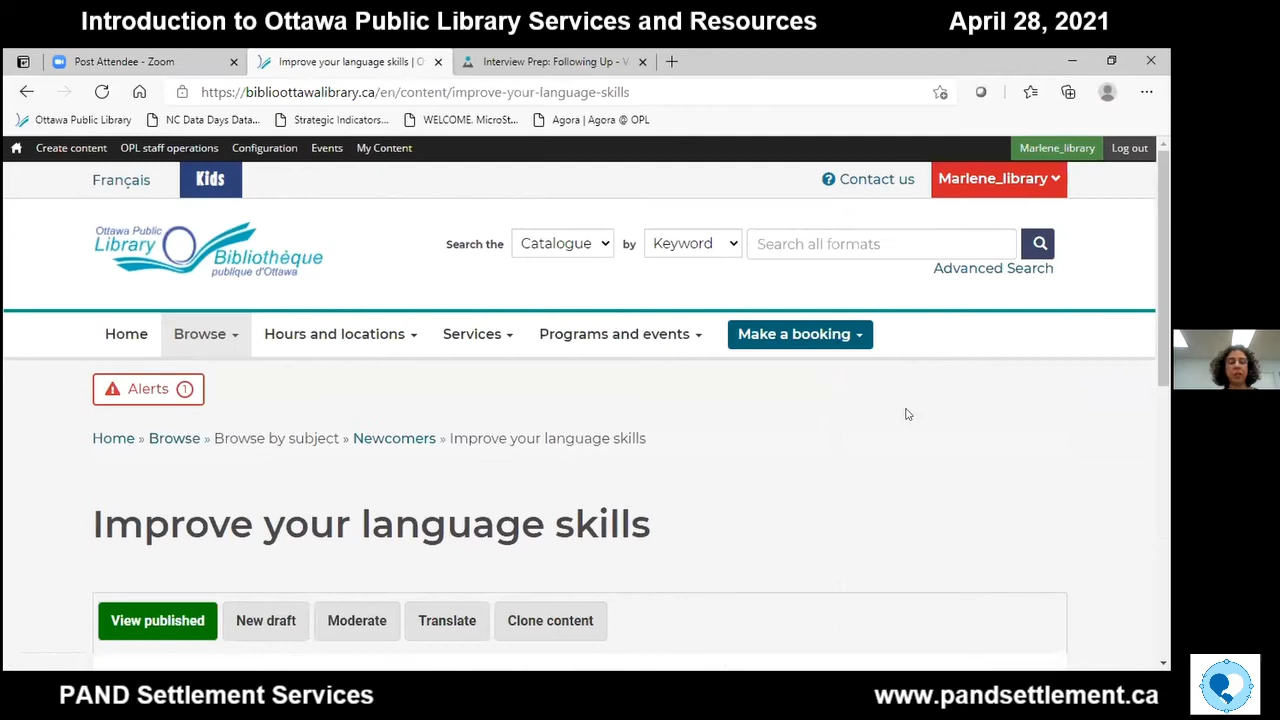 Introduction to Ottawa Public Library Services and Resources April 28, 2021
Post Attendee - Zoom Improve your language skills | O Interview Prep: Following Up - V
https://biblioottawalibrary.ca/en/content/improve-your-language-skills
Ottawa Public Library NC Data Days Data... Strategic Indicators... WELCOME. MicroSt... Agora | Agora @ OPL
Create content OPL staff operations Configuration Events My Content Marlene_library Log out
Français Kids Contact us Marlene_library
Ottawa Public
Library Bibliothèque
publique d'Ottawa
Search the Catalogue by Keyword Search all formats
Advanced Search
Home Browse Hours and locations Services Programs and events Make a booking
Alerts 1
Home » Browse » Browse by subject » Newcomers » Improve your language skills
Improve your language skills
View published New draft Moderate Translate Clone content
PAND Settlement Services www.pandsettlement.ca